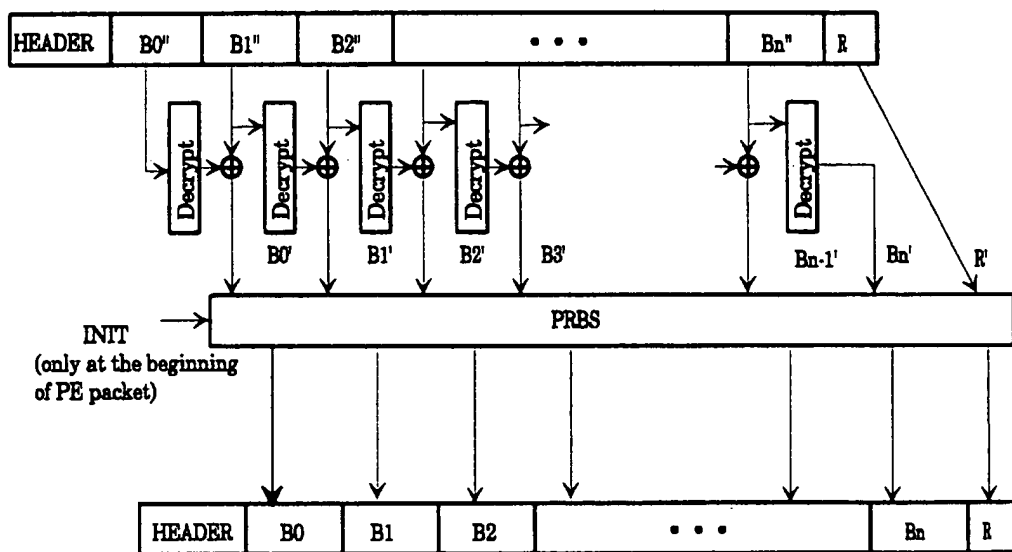 HEADER B0" B1" B2" • • • Bn" R
Decrypt Decrypt Decrypt Decrypt Decrypt
B0' B1' B2' B3' Bn-1' Bn' R'
PRBS
INIT
(only at the beginning
of PE packet)
HEADER B0 B1 B2 • • • Bn R